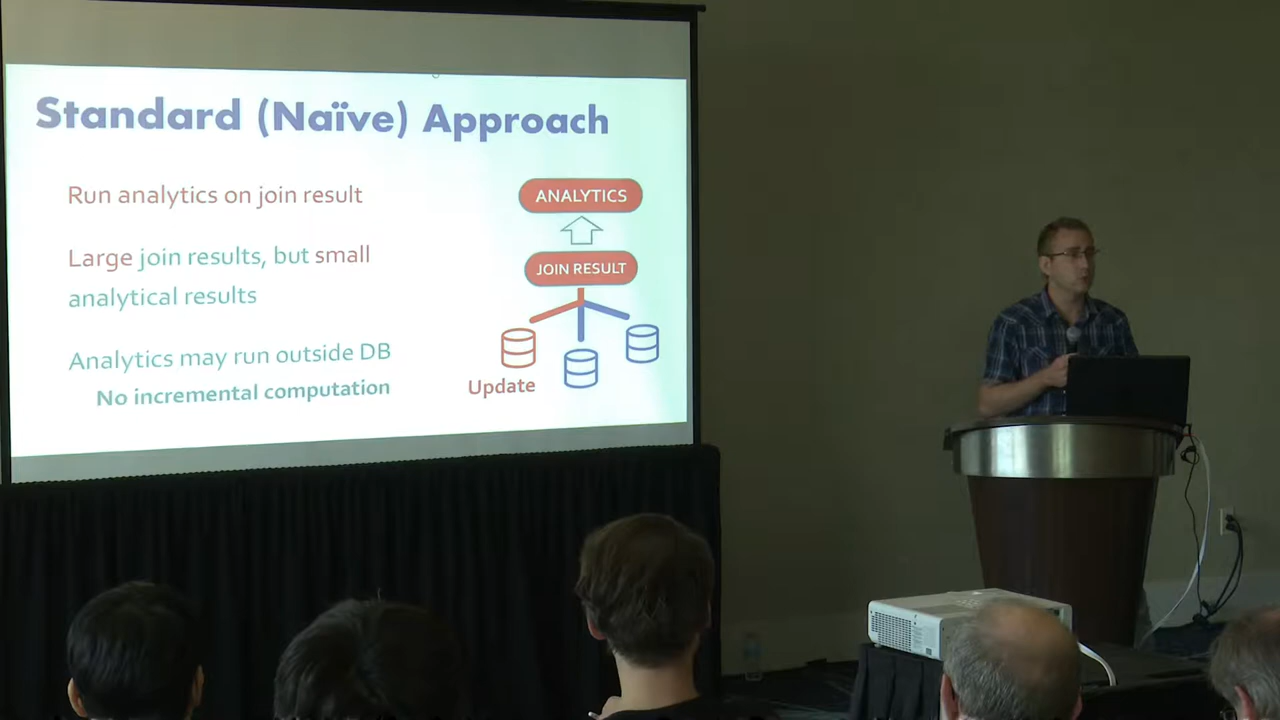 Standard (Naïve) Approach
Run analytics on join result
Large join results, but small
analytical results
Analytics may run outside DB
No incremental computation
ANALYTICS
JOIN RESULT
Update